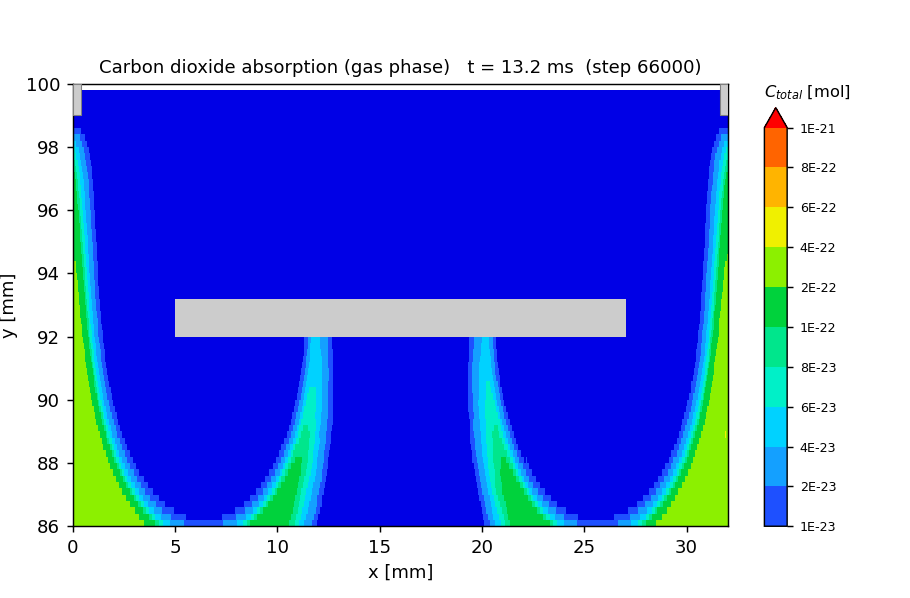 Carbon dioxide absorption (gas phase)   t = 13.2 ms  (step 66000)
C_total [mol]
100
98
96
94
92
90
88
86
y [mm]
0
5
10
15
20
25
30
x [mm]
1E-21
8E-22
6E-22
4E-22
2E-22
1E-22
8E-23
6E-23
4E-23
2E-23
1E-23